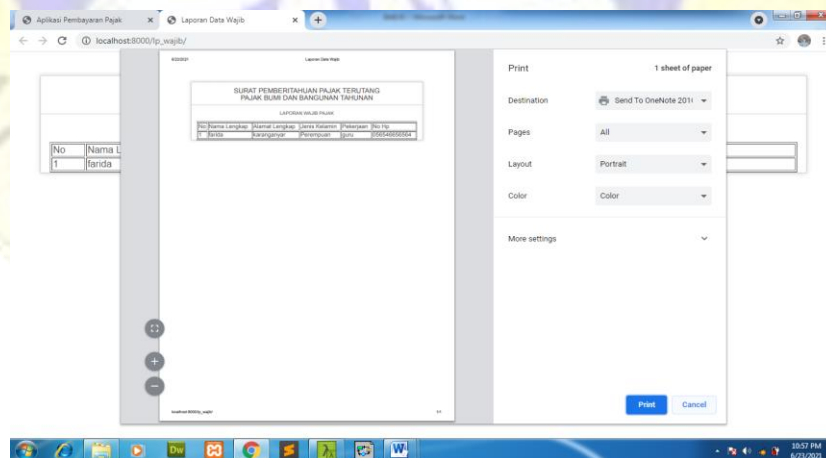 Aplikasi Pembayaran Pajak
Laporan Data Wajib
localhost:8000/lp_wajib/
No Nama L
1 farida
6/23/2021 Laporan Data Wajib
SURAT PEMBERITAHUAN PAJAK TERUTANG
PAJAK BUMI DAN BANGUNAN TAHUNAN
LAPORAN WAJIB PAJAK
No Nama Lengkap Alamat Lengkap Jenis Kelamin Pekerjaan No Hp
1 farida karanganyar Perempuan guru
localhost:8000/lp_wajib/ 1/1
Print 1 sheet of paper
Destination Send To OneNote 201
Pages All
Layout Portrait
Color Color
More settings
Print Cancel
Dw
W
10:57 PM
6/23/2021